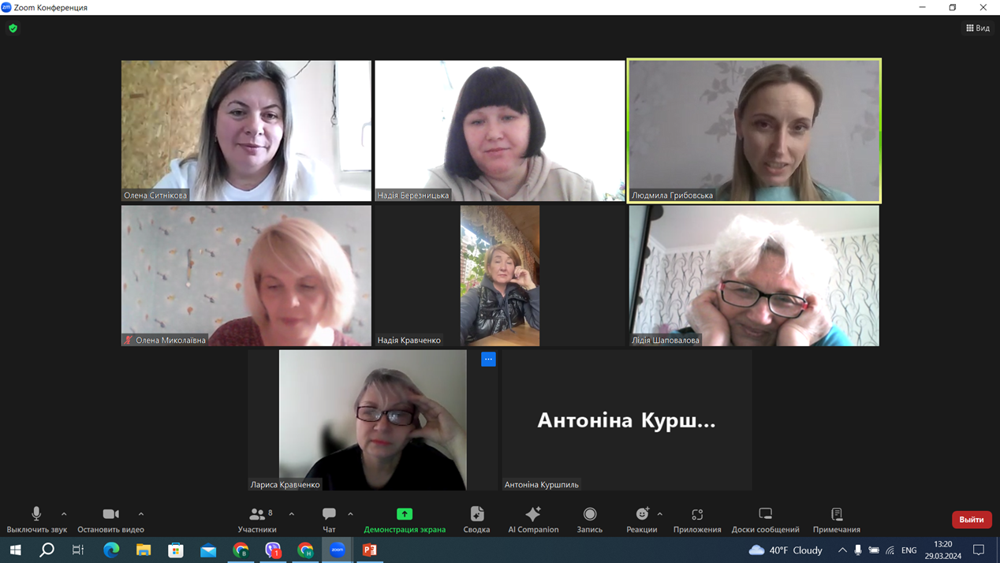 zm Zoom Конференция
Вид
Олена Ситнікова
Надія Березницька
Людмила Грибовська
Олена Миколаївна
Надія Кравченко
Лідія Шаповалова
Антоніна Курш...
Лариса Кравченко
Антоніна Куршпиль
8
Выключить звук
Остановить видео
Участники
Чат
Демонстрация экрана
Сводка
AI Companion
Запись
Реакции
Приложения
Доски сообщений
Примечания
Выйти
zoom
40°F Cloudy
ENG
13:20
29.03.2024